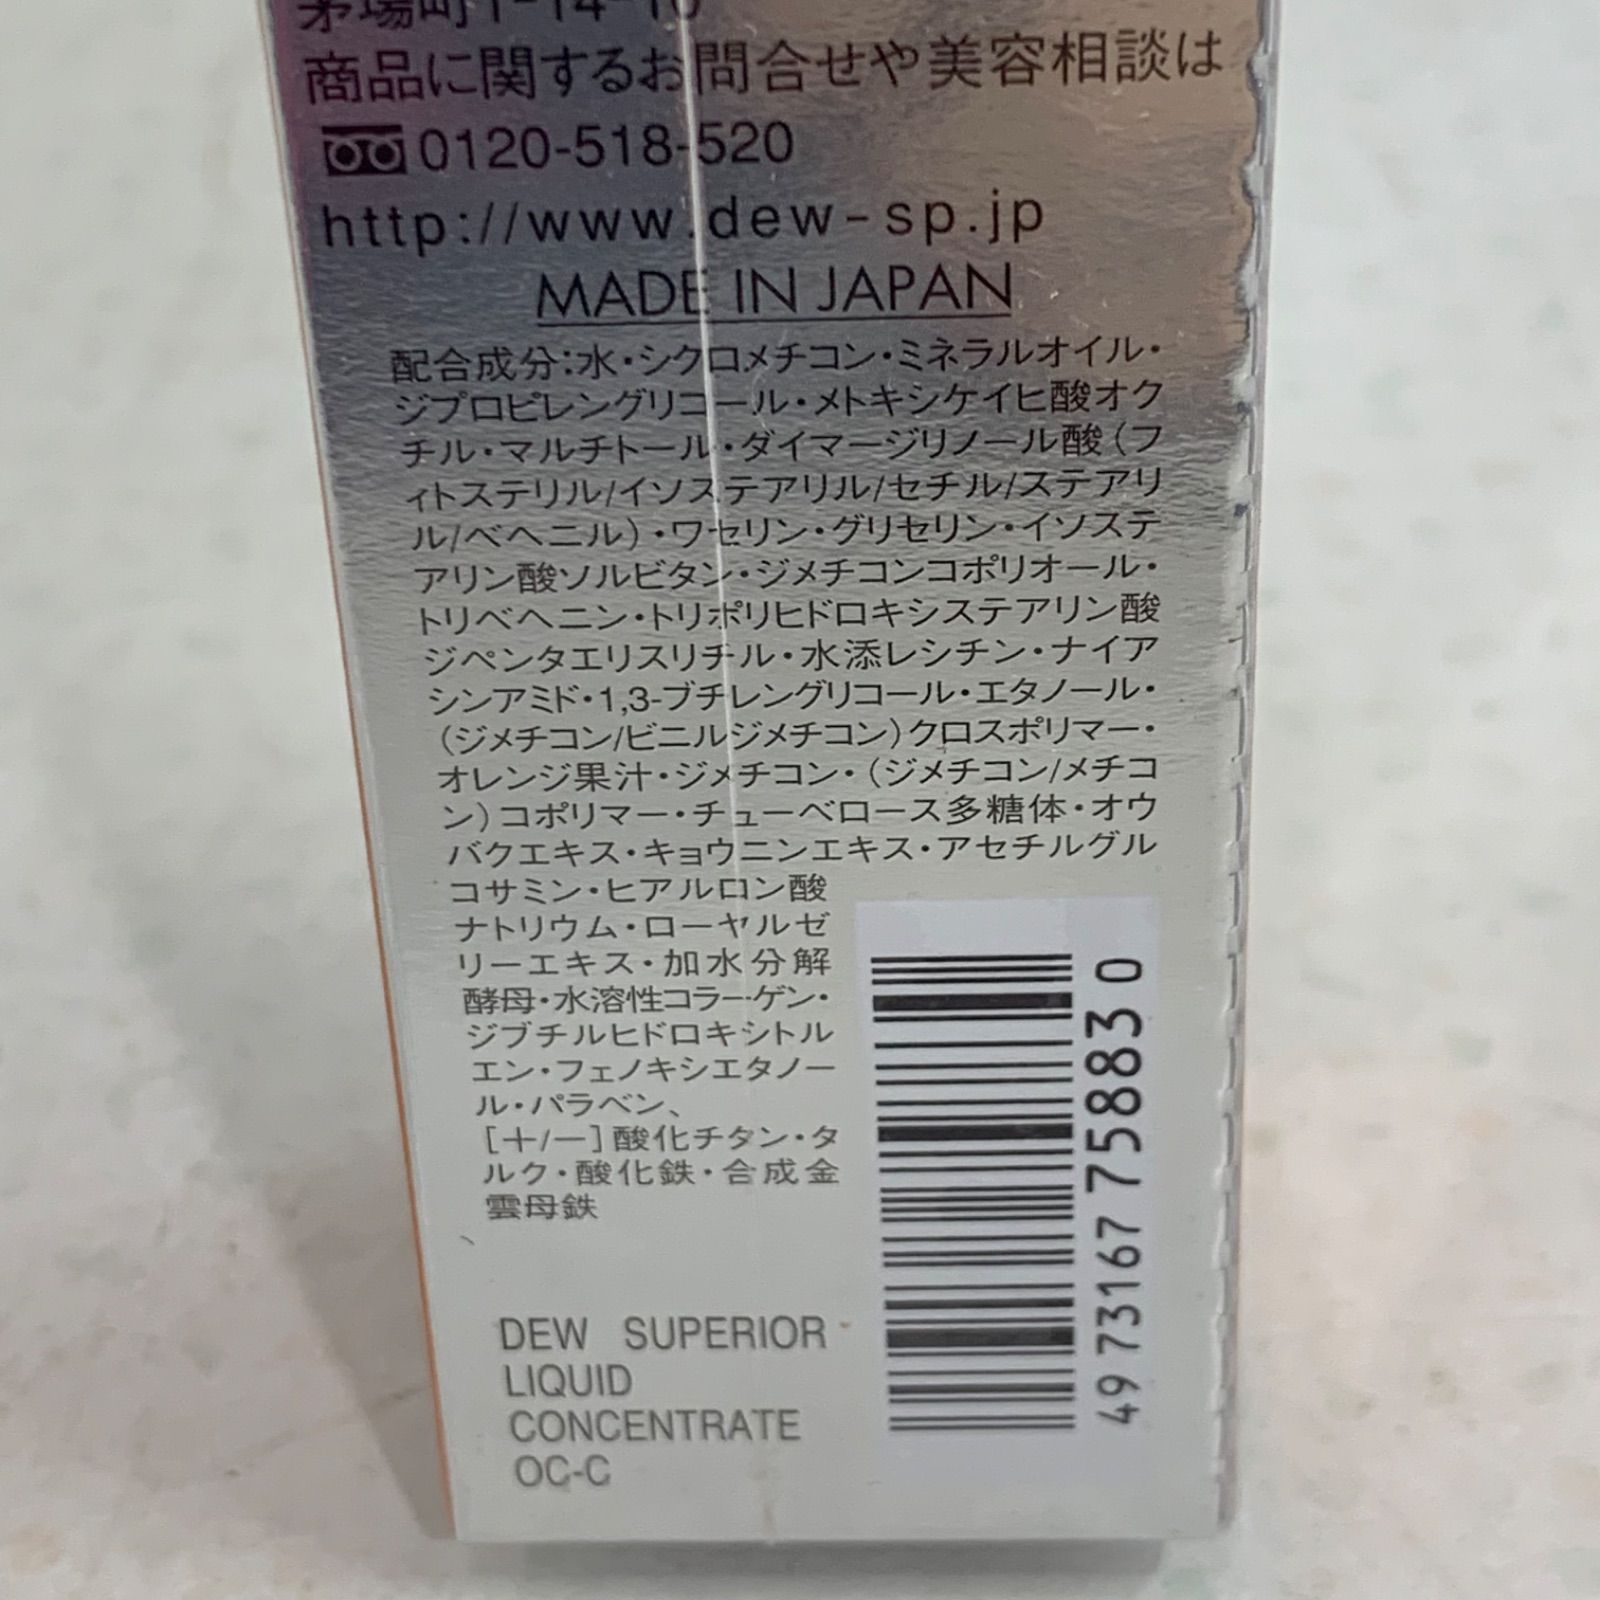 茅場町1-14-10
商品に関するお問合せや美容相談は
0120-518-520
http://www.dew-sp.jp
MADE IN JAPAN
配合成分:水・シクロメチコン・ミネラルオイル・
ジプロピレングリコール・メトキシケイヒ酸オク
チル・マルチトール・ダイマージリノール酸(フ
ィトステリル/イソステアリル/セチル/ステアリ
ル/ベヘニル)・ワセリン・グリセリン・イソステ
アリン酸ソルビタン・ジメチコンコポリオール・
トリベヘニン・トリポリヒドロキシステアリン酸
ジペンタエリスリチル・水添レシチン・ナイア
シンアミド・1,3-ブチレングリコール・エタノール・
(ジメチコン/ビニルジメチコン)クロスポリマー・
オレンジ果汁・ジメチコン・(ジメチコン/メチコ
ン)コポリマー・チューベロース多糖体・オウ
バクエキス・キョウニンエキス・アセチルグル
コサミン・ヒアルロン酸
ナトリウム・ローヤルゼ
リーエキス・加水分解
酵母・水溶性コラーゲン・
ジブチルヒドロキシトル
エン・フェノキシエタノー
ル・パラベン、
[+/-]酸化チタン・タ
ルク・酸化鉄・合成金
雲母鉄
DEW SUPERIOR
LIQUID
CONCENTRATE
OC-C
49 73167 75883 0